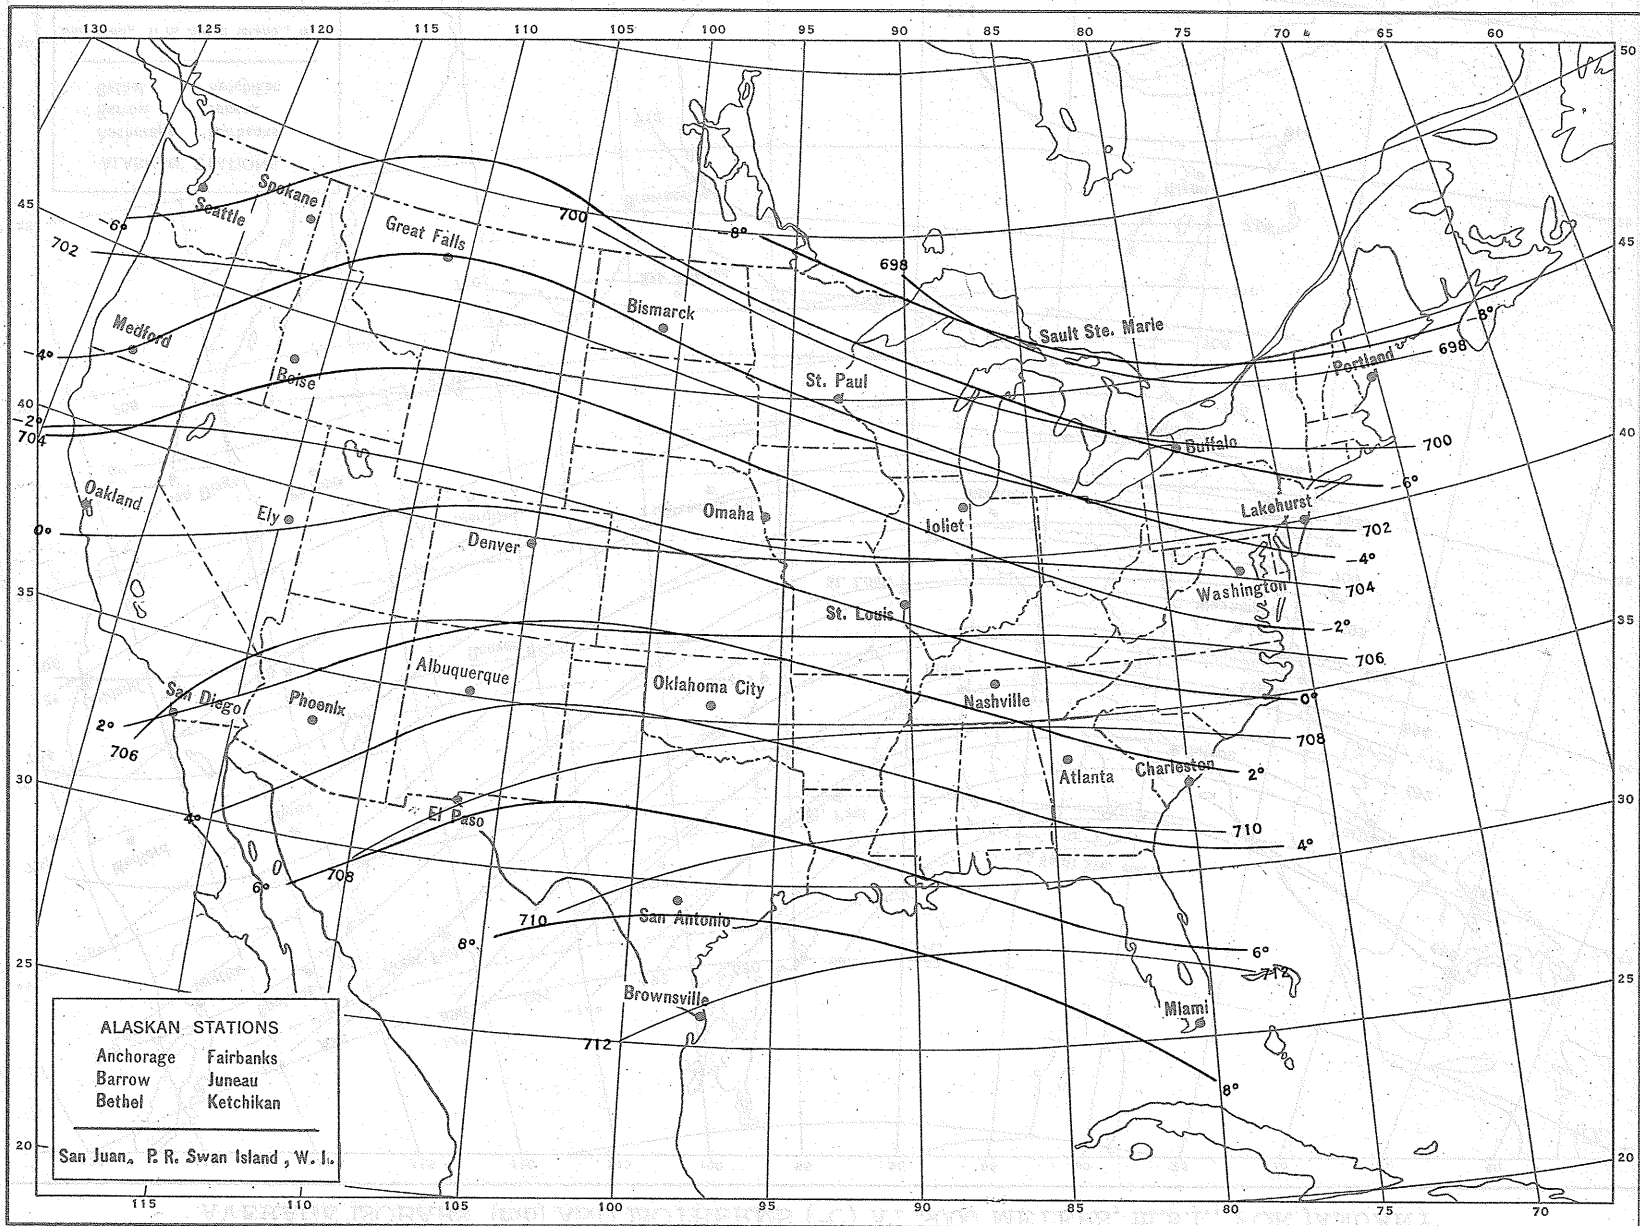 130 125 120 115 110 105 100 95 90 85 80 75 70 65 60
50
45
45
40
40
35
35
30
30
25
25
20
20
115 110 105 100 95 90 85 80 75 70
Spokane
Seattle
Great Falls
700
-8°
-6°
702
698
Bismarck
Sault Ste. Marie
8°
698
Portland
Medford
-4°
Boise
St. Paul
-2°
704
Buffalo
700
-6°
Oakland
Ely
Omaha
Joliet
Lakehurst
702
0°
Denver
-4°
Washington
704
St. Louis
-2°
706
Albuquerque
Oklahoma City
San Diego
Phoenix
Nashville
0°
2°
706
708
Atlanta
Charleston
2°
4°
El Paso
710
4°
6°
708
710
San Antonio
8°
6°
712
Brownsville
Miami
712
8°
ALASKAN STATIONS
Anchorage Fairbanks
Barrow Juneau
Bethel Ketchikan
San Juan, P. R. Swan Island, W. I.